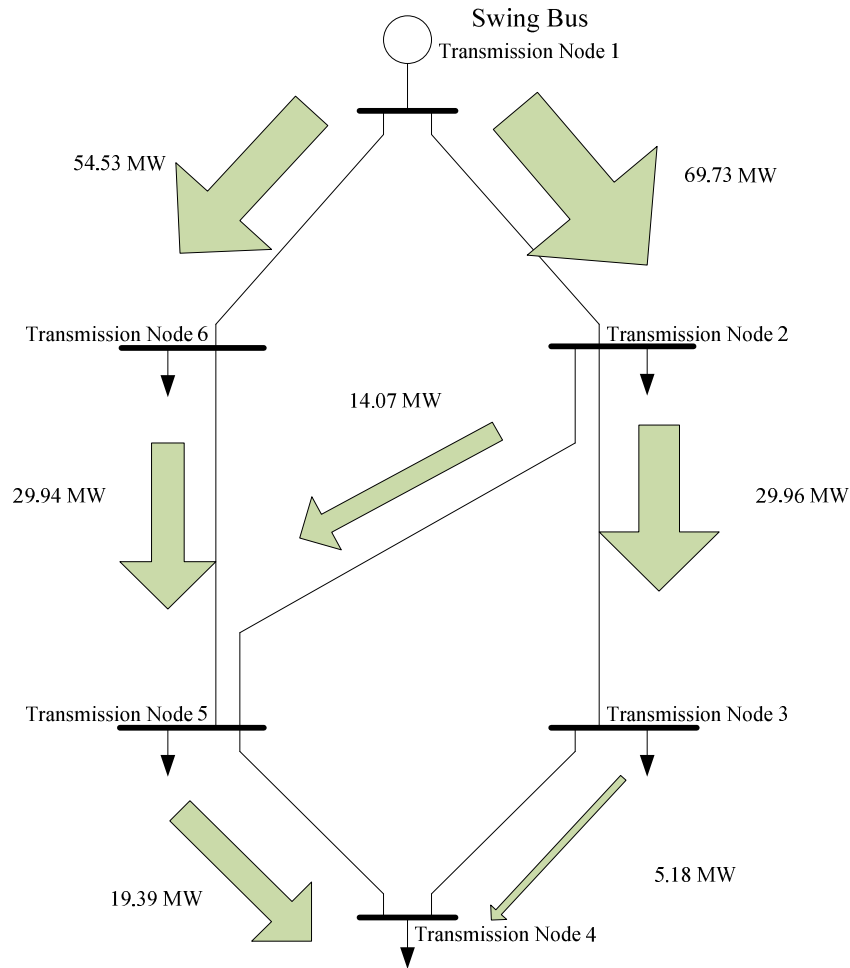 Swing Bus
Transmission Node 1
54.53 MW
69.73 MW
Transmission Node 6
Transmission Node 2
14.07 MW
29.94 MW
29.96 MW
Transmission Node 5
Transmission Node 3
5.18 MW
19.39 MW
Transmission Node 4